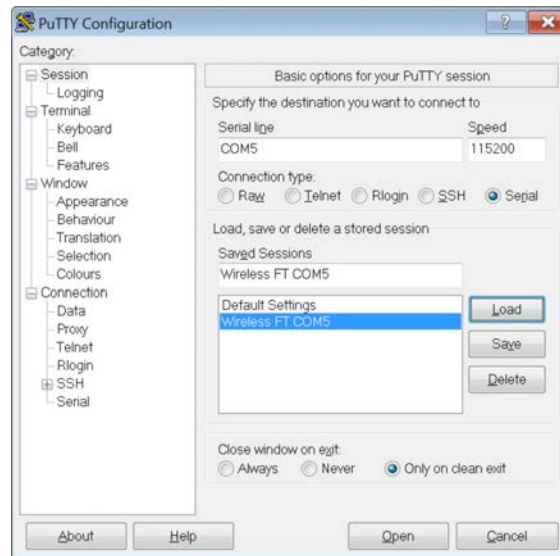 PuTTY Configuration
Category:
Session
Logging
Terminal
Keyboard
Bell
Features
Window
Appearance
Behaviour
Translation
Selection
Colours
Connection
Data
Proxy
Telnet
Rlogin
SSH
Serial
Basic options for your PuTTY session
Specify the destination you want to connect to
Serial line Speed
COM5 115200
Connection type:
Raw Telnet Rlogin SSH Serial
Load, save or delete a stored session
Saved Sessions
Wireless FT COM5
Default Settings
Wireless FT COM5
Load
Save
Delete
Close window on exit:
Always Never Only on clean exit
About Help Open Cancel